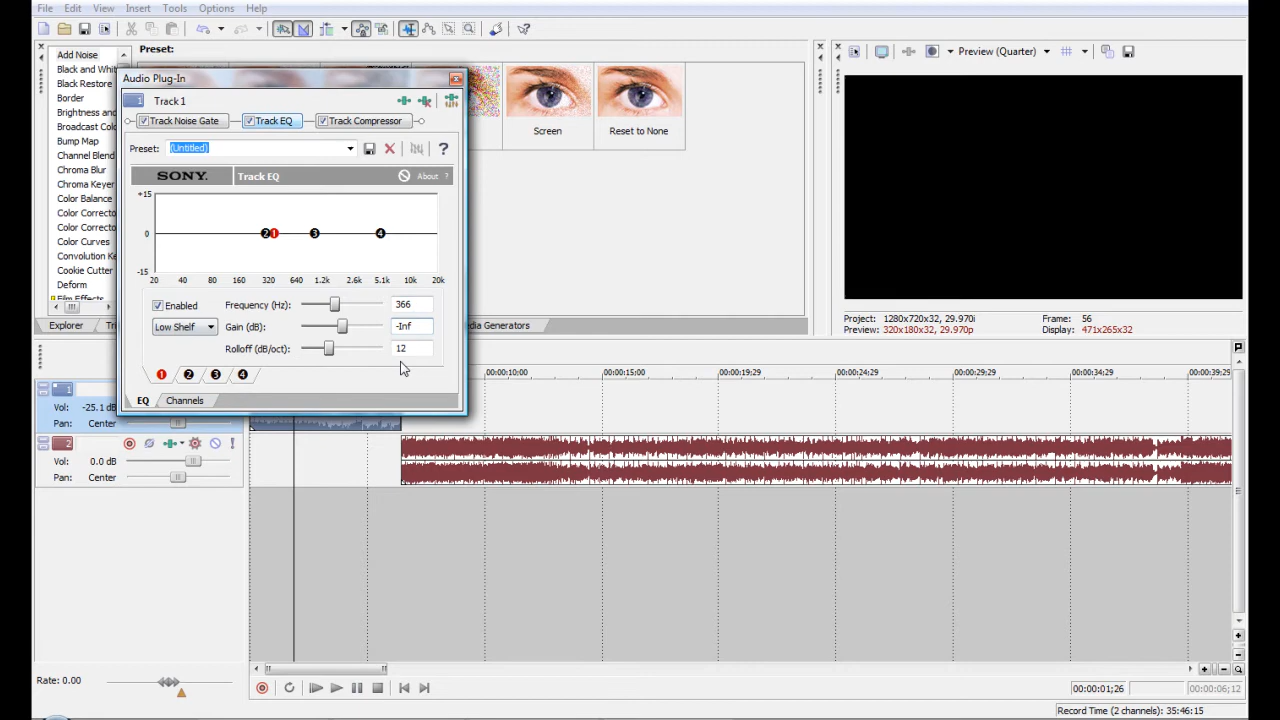 File Edit View Insert Tools Options Help
Add Noise
Black and Whi
Black Restore
Border
Brightness an
Broadcast Colo
Bump Map
Channel Blend
Chroma Blur
Chroma Keyer
Color Balance
Color Correcto
Color Correcto
Color Curves
Convolution Ke
Cookie Cutter
Deform
Film Effects
Preset:
Screen
Reset to None
Explorer
edia Generators
Audio Plug-In
1 Track 1
Track Noise Gate
Track EQ
Track Compressor
Preset: (Untitled)
SONY. Track EQ About ?
+15
0
-15
2 1 3 4
20 40 80 160 320 640 1.2k 2.6k 5.1k 10k 20k
Enabled Frequency (Hz): 366
Low Shelf Gain (dB): -Inf
Rolloff (dB/oct): 12
1 2 3 4
EQ Channels
Preview (Quarter)
Project: 1280x720x32, 29.970i Frame: 56
Preview: 320x180x32, 29.970p Display: 471x265x32
00:00:10:00 00:00:15:00 00:00:19:29 00:00:24:29 00:00:29:29 00:00:34:29 00:00:39:29
1
Vol: -25.1 dB
Pan: Center
2
Vol: 0.0 dB
Pan: Center
Rate: 0.00
00:00:01;26 00:00:06;12
Record Time (2 channels): 35:46:15